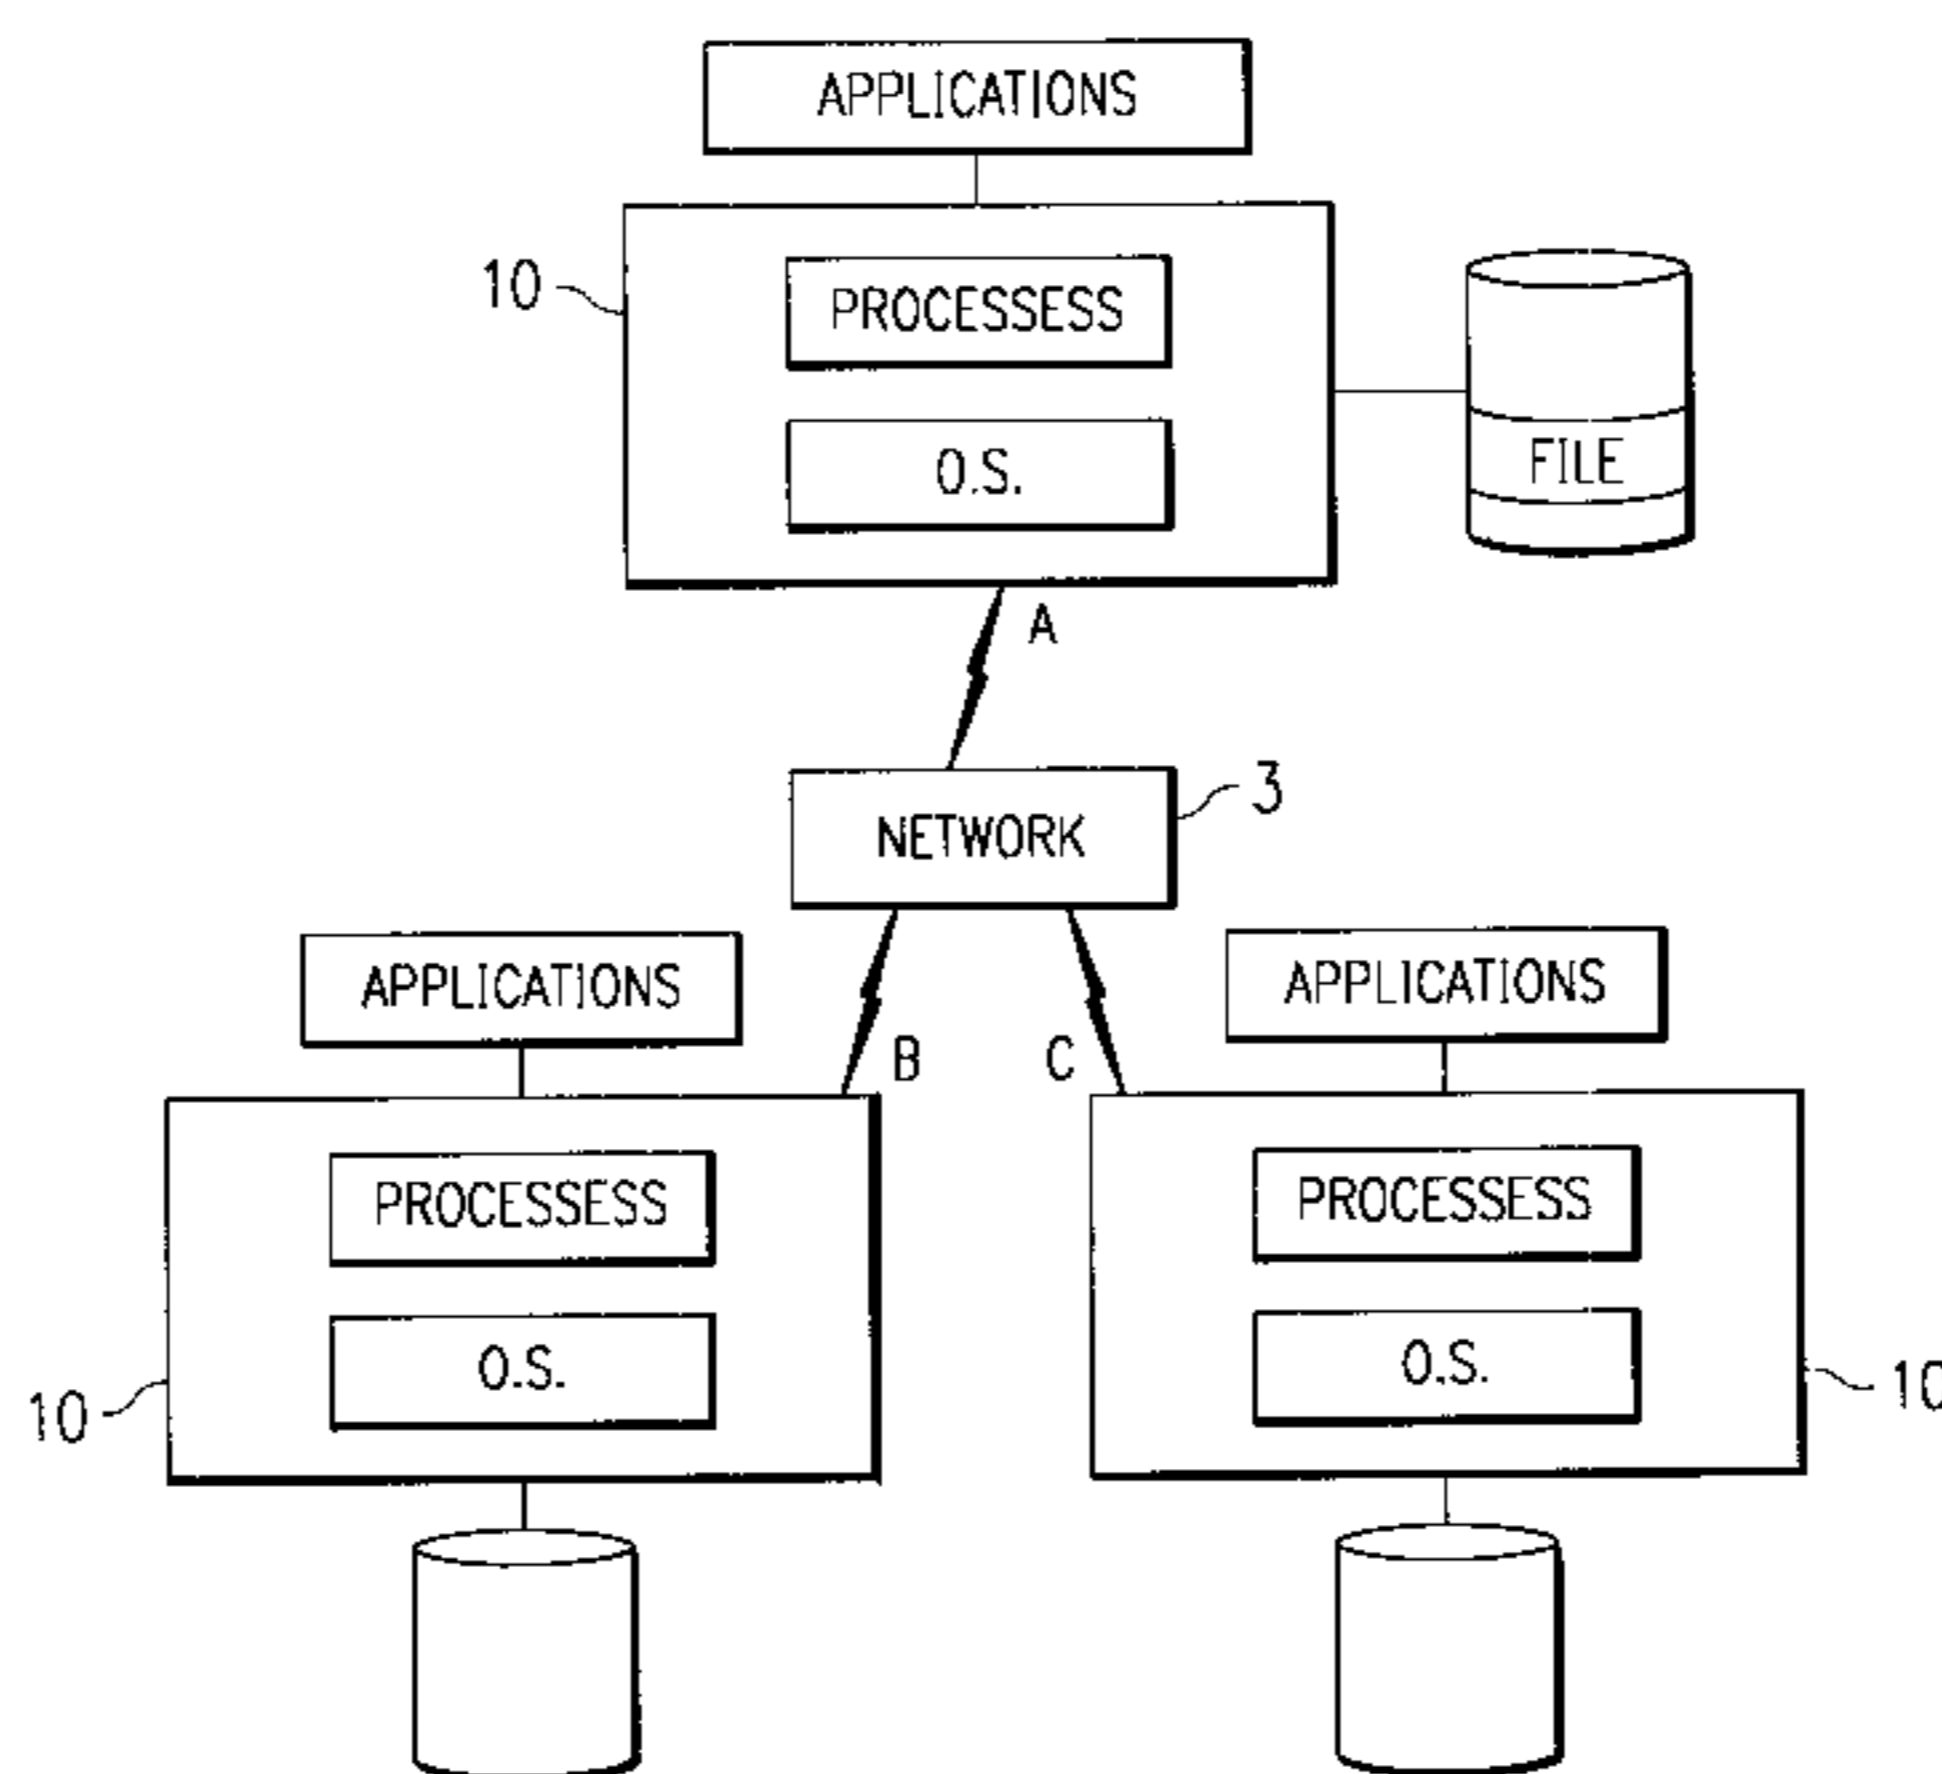 APPLICATIONS
10
PROCESSESS
O.S.
FILE
A
3
NETWORK
APPLICATIONS
APPLICATIONS
B
C
PROCESSESS
PROCESSESS
O.S.
O.S.
10
10